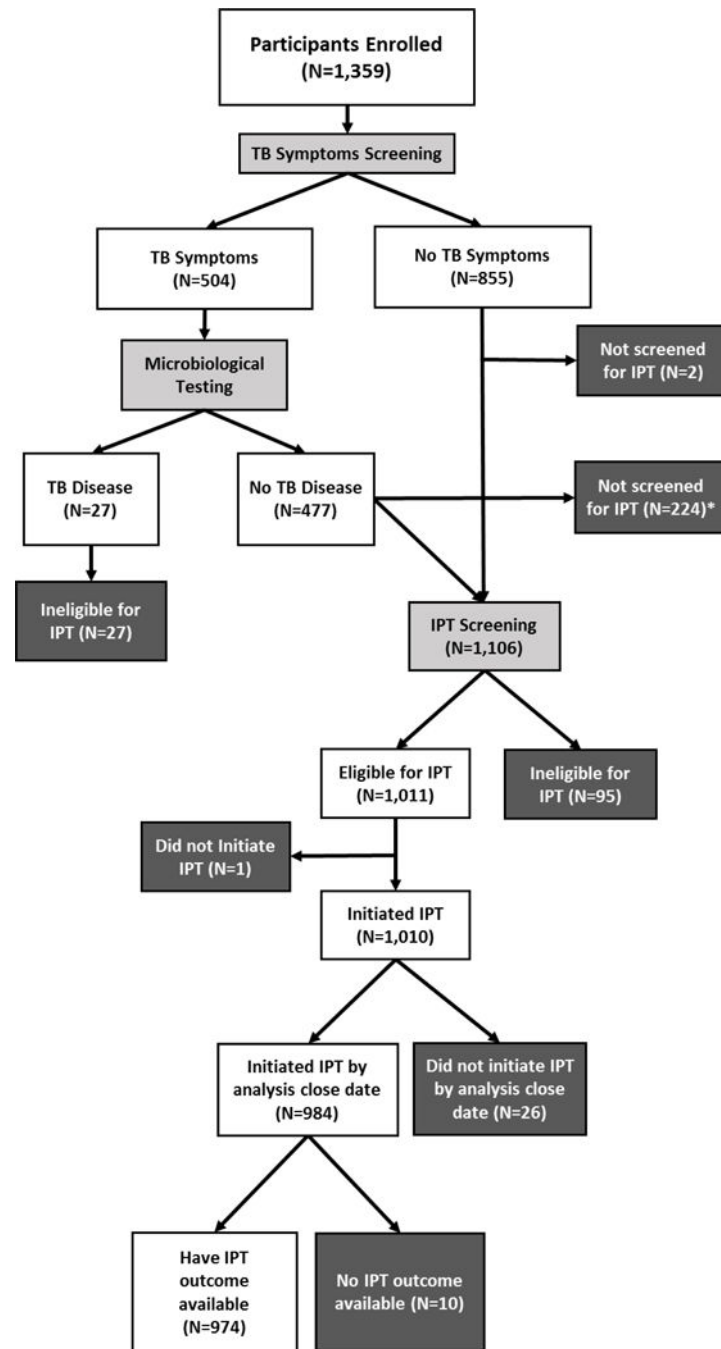 Participants Enrolled
(N=1,359)
TB Symptoms Screening
TB Symptoms
(N=504)
No TB Symptoms
(N=855)
Not screened
for IPT (N=2)
Microbiological
Testing
TB Disease
(N=27)
No TB Disease
(N=477)
Not screened
for IPT (N=224)*
Ineligible for
IPT (N=27)
IPT Screening
(N=1,106)
Eligible for IPT
(N=1,011)
Ineligible for
IPT (N=95)
Did not Initiate
IPT (N=1)
Initiated IPT
(N=1,010)
Initiated IPT by
analysis close date
(N=984)
Did not initiate IPT
by analysis close
date (N=26)
Have IPT
outcome
available
(N=974)
No IPT outcome
available (N=10)